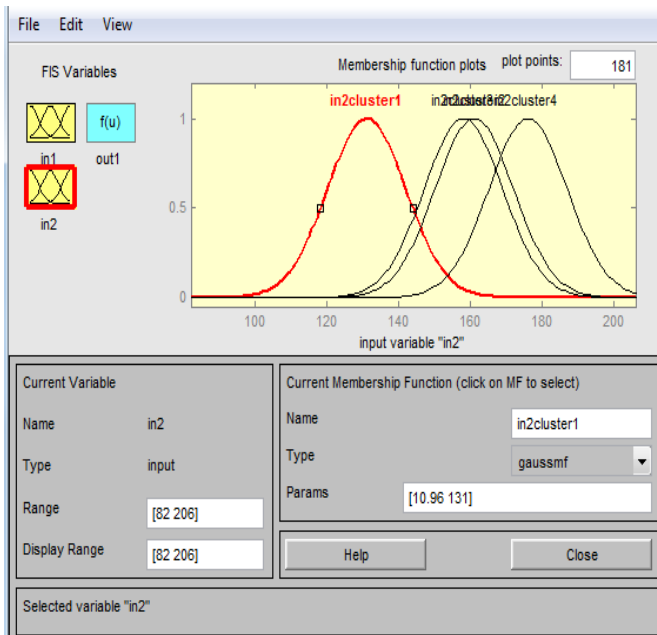 File Edit View
FIS Variables
Membership function plots plot points: 181
f(u)
in1 out1
in2
in2cluster1 in2cluster4
1
0.5
0
100 120 140 160 180 200
input variable "in2"
Current Variable
Name in2
Type input
Range [82 206]
Display Range [82 206]
Current Membership Function (click on MF to select)
Name in2cluster1
Type gaussmf
Params [10.96 131]
Help Close
Selected variable "in2"